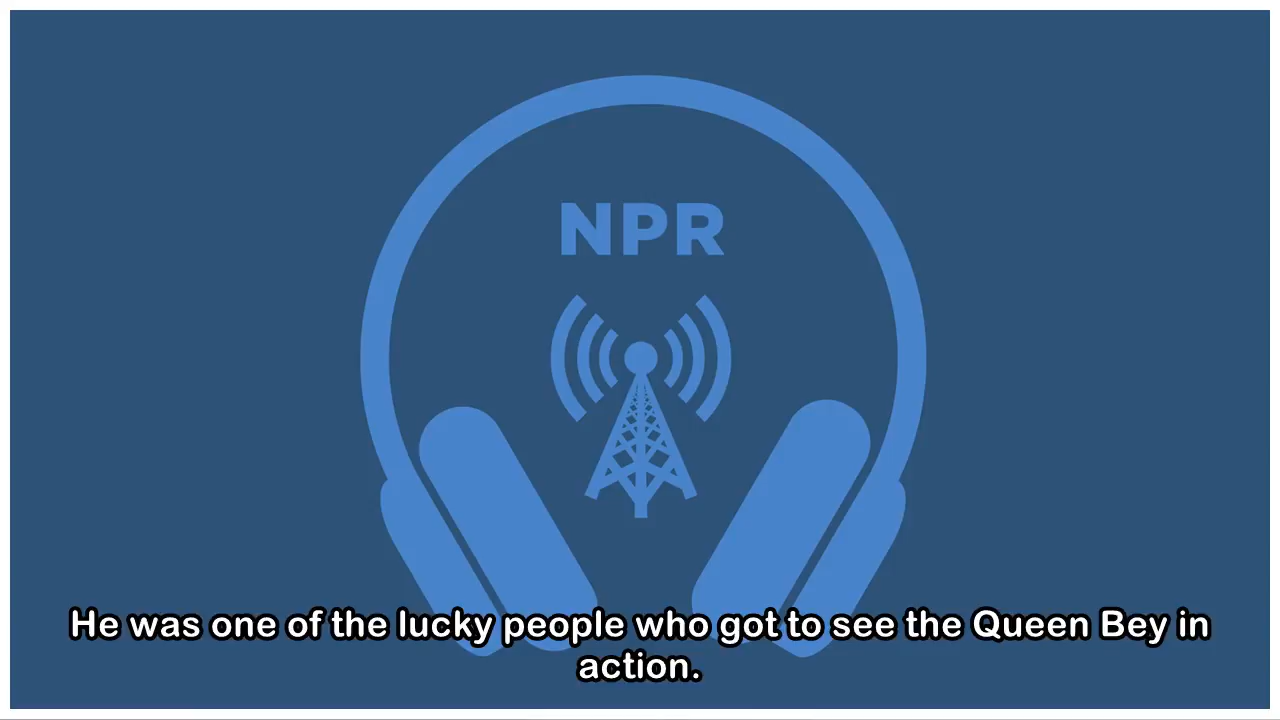 NPR
He was one of the lucky people who got to see the Queen Bey in
action.